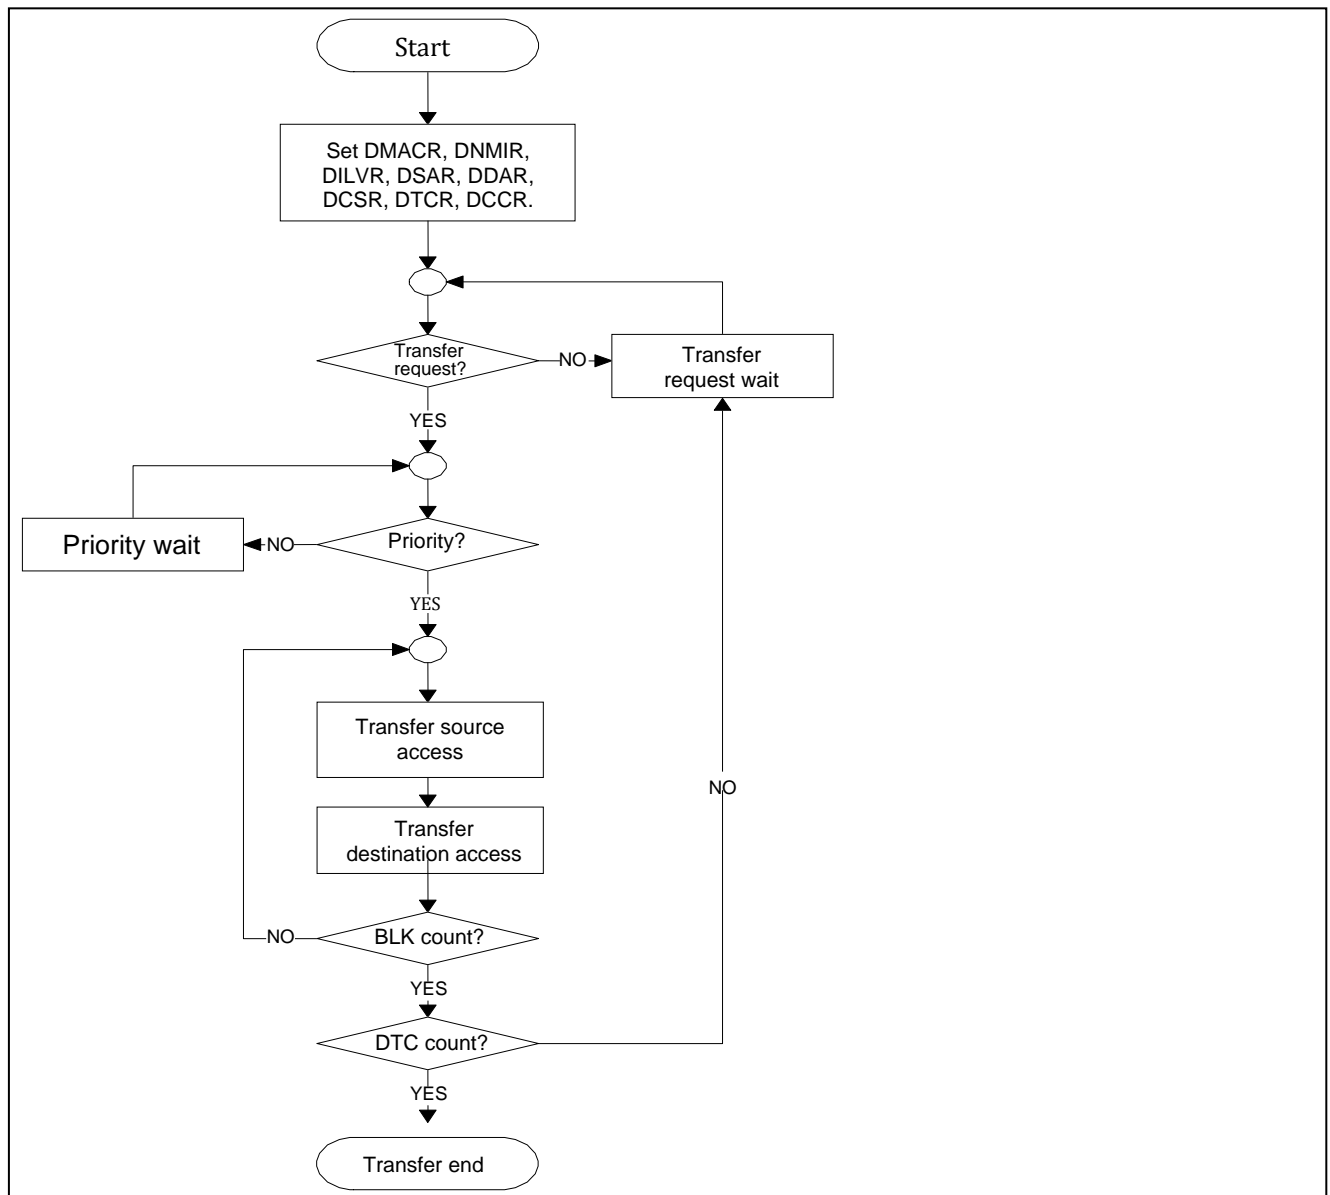 Start
Set DMACR, DNMIR,
DILVR, DSAR, DDAR,
DCSR, DTCR, DCCR.
Transfer
request?
NO
Transfer
request wait
YES
Priority wait
NO
Priority?
YES
Transfer source
access
NO
Transfer
destination access
NO
BLK count?
YES
DTC count?
YES
Transfer end